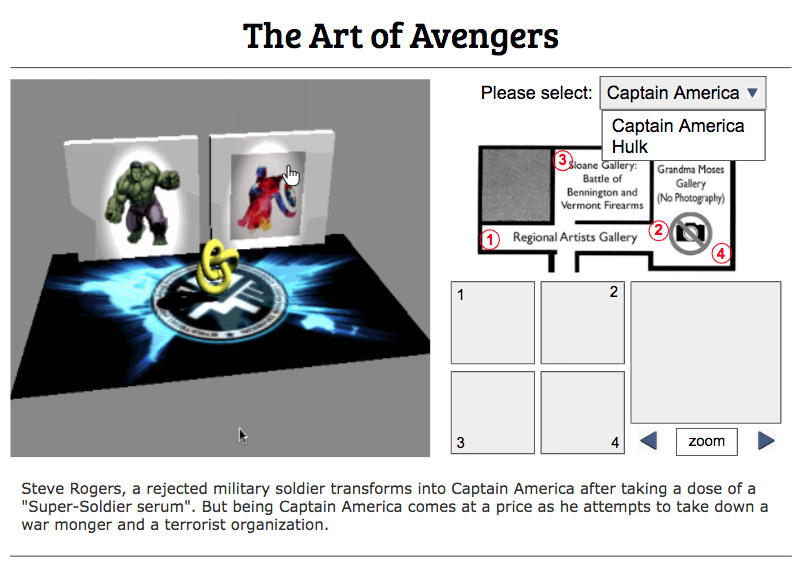 The Art of Avengers
Please select: Captain America
Captain America
Hulk
3
Sloane Gallery:
Battle of
Bennington and
Vermont Firearms
Grandma Moses
Gallery
(No Photography)
1
Regional Artists Gallery
2
4
1
2
3
4
zoom
Steve Rogers, a rejected military soldier transforms into Captain America after taking a dose of a
"Super-Soldier serum". But being Captain America comes at a price as he attempts to take down a
war monger and a terrorist organization.